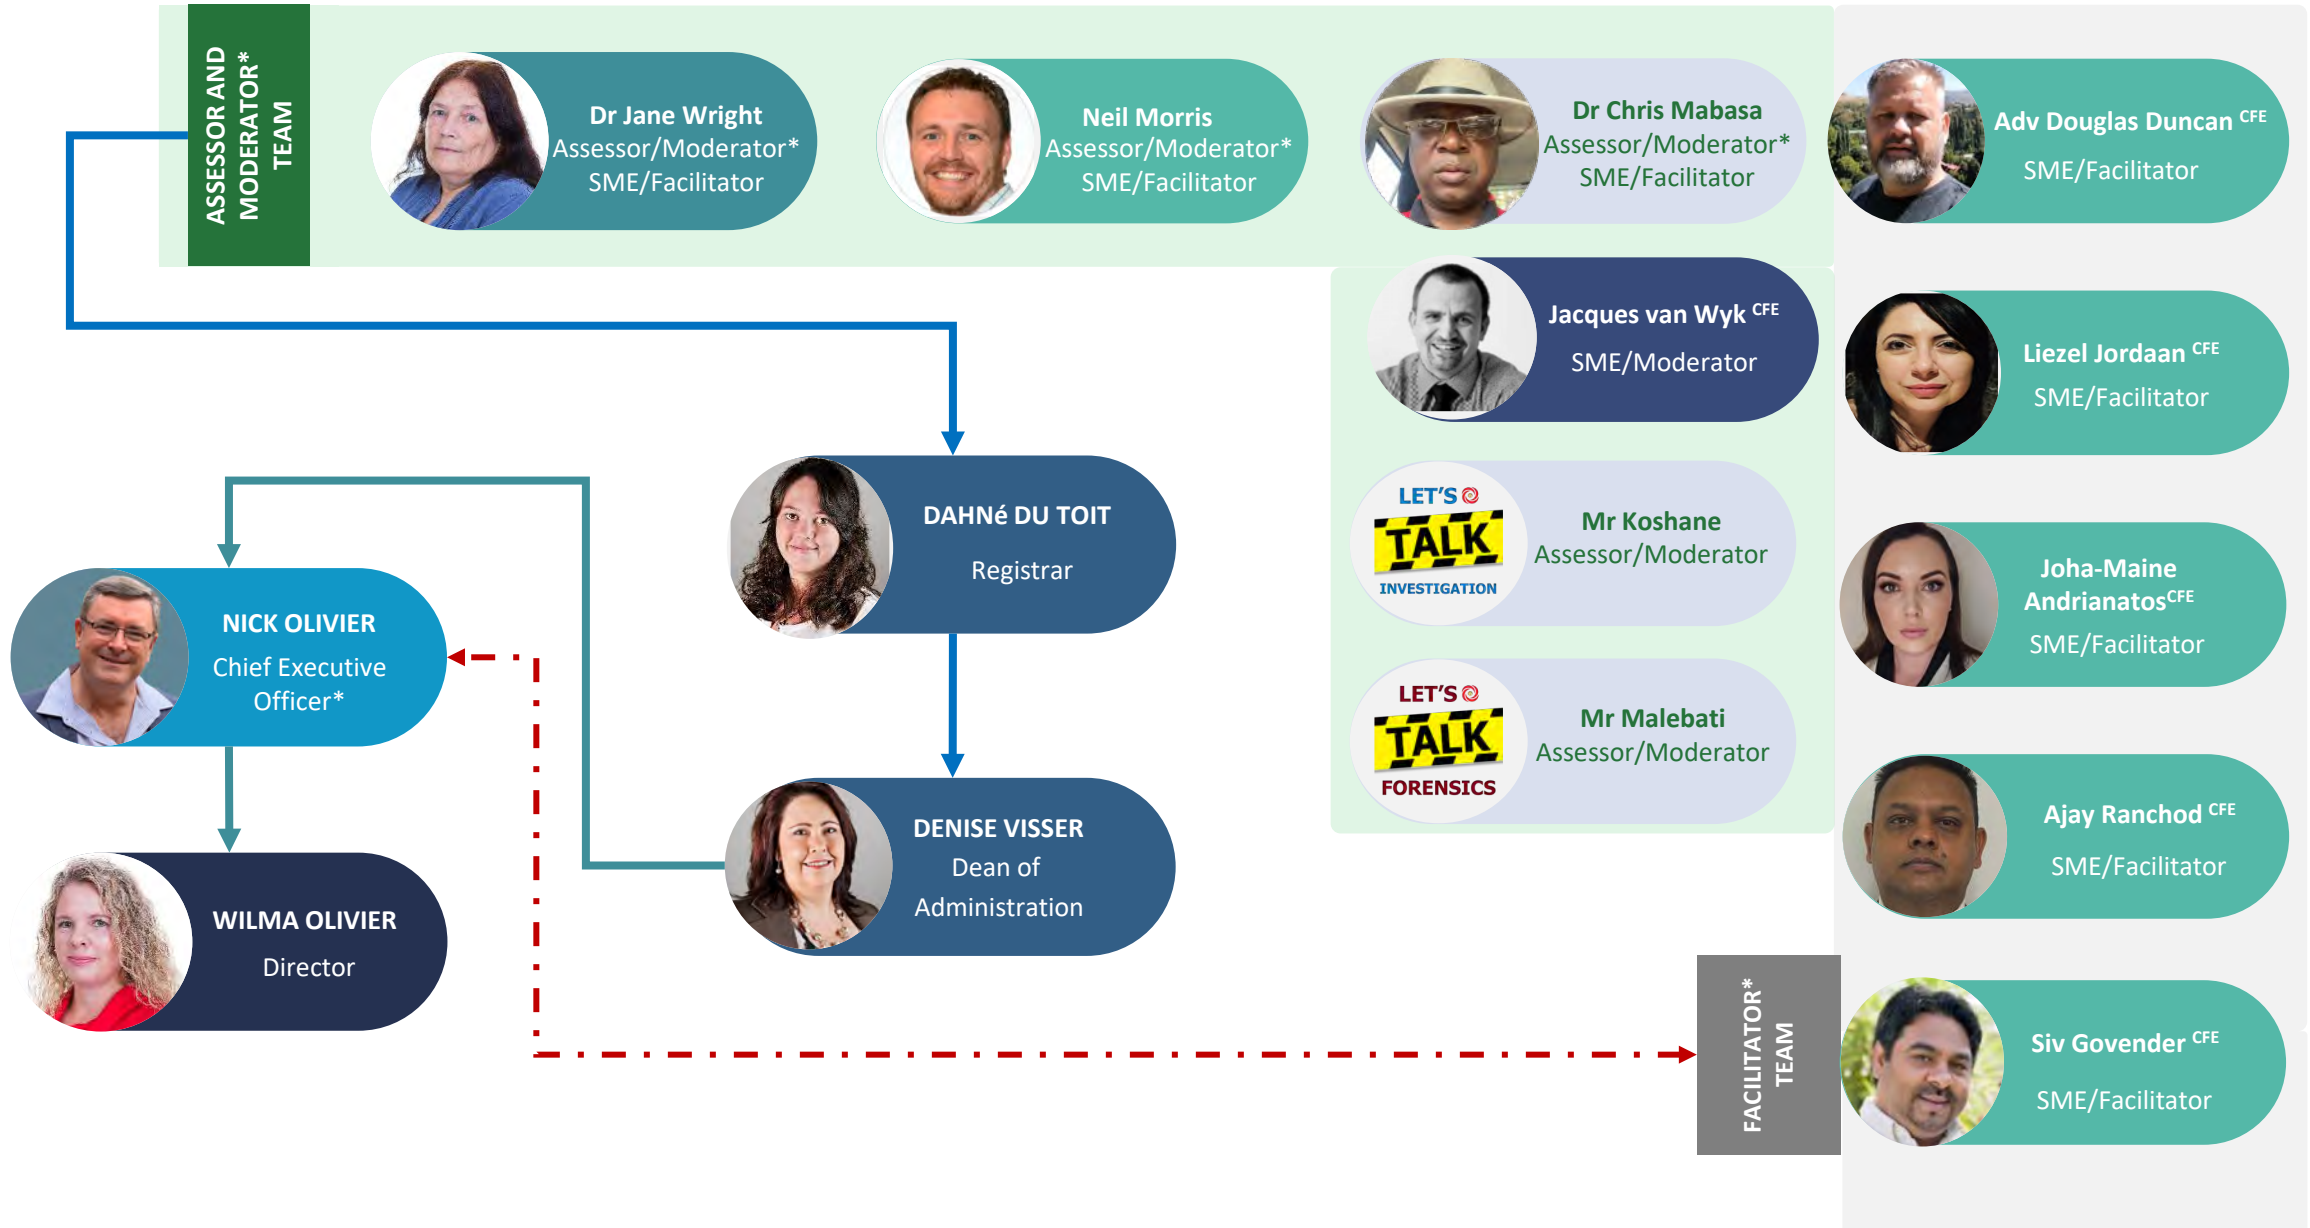 ASSESSOR AND
MODERATOR*
TEAM
Dr Jane Wright
Assessor/Moderator*
SME/Facilitator
Neil Morris
Assessor/Moderator*
SME/Facilitator
Dr Chris Mabasa
Assessor/Moderator*
SME/Facilitator
Adv Douglas Duncan CFE
SME/Facilitator
Jacques van Wyk CFE
SME/Moderator
Liezel Jordaan CFE
SME/Facilitator
LET'S
TALK
INVESTIGATION
Mr Koshane
Assessor/Moderator
DAHNé DU TOIT
Registrar
Joha-Maine
AndrianatosCFE
SME/Facilitator
NICK OLIVIER
Chief Executive
Officer*
LET'S
TALK
FORENSICS
Mr Malebati
Assessor/Moderator
DENISE VISSER
Dean of
Administration
Ajay Ranchod CFE
SME/Facilitator
WILMA OLIVIER
Director
FACILITATOR*
TEAM
Siv Govender CFE
SME/Facilitator